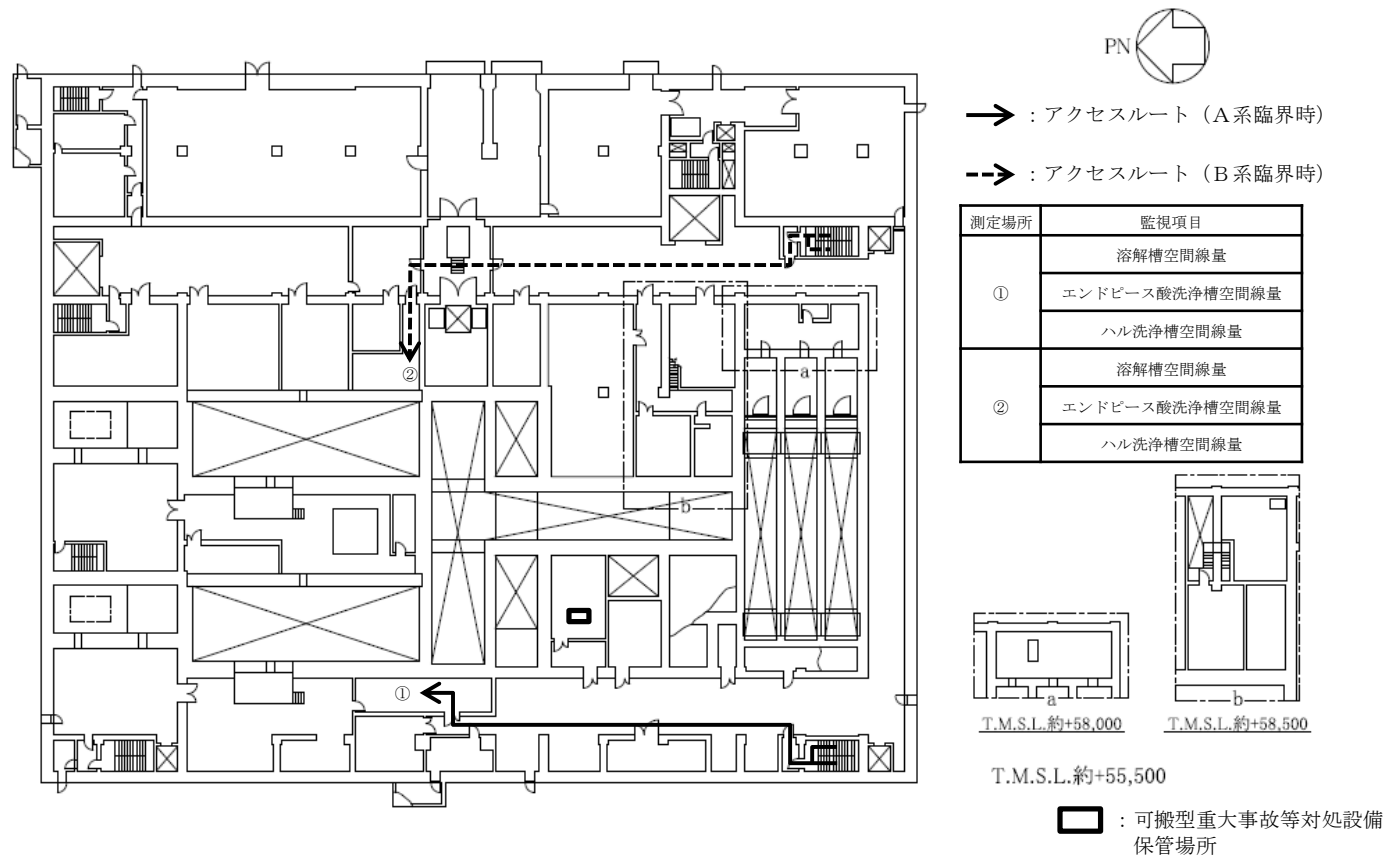 PN
：アクセスルート（A系臨界時）
：アクセスルート（B系臨界時）
測定場所 監視項目
① 溶解槽空間線量
エンドピース酸洗浄槽空間線量
ハル洗浄槽空間線量
② 溶解槽空間線量
エンドピース酸洗浄槽空間線量
ハル洗浄槽空間線量
②
a
b
①
a
T.M.S.L.約+58,000
b
T.M.S.L.約+58,500
T.M.S.L.約+55,500
：可搬型重大事故等対処設備
保管場所